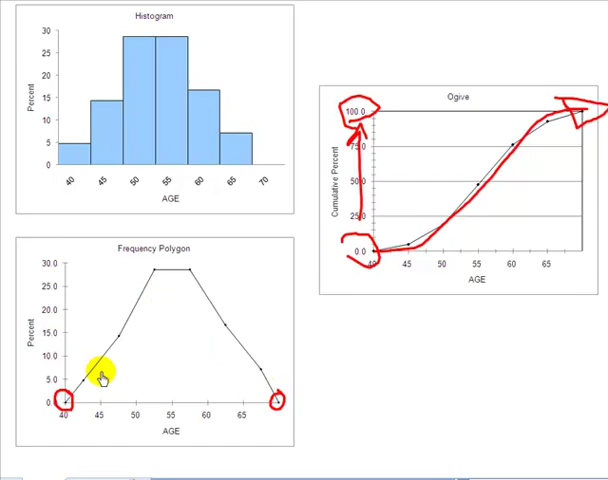 Histogram
30
25
20
15
10
5
0
Percent
40 45 50 55 60 65 70
AGE
Frequency Polygon
30.0
25.0
20.0
15.0
10.0
5.0
0
Percent
40 45 50 55 60 65
AGE
Ogive
100.0
75.0
50.0
25.0
0.0
Cumulative Percent
40 45 50 55 60 65
AGE